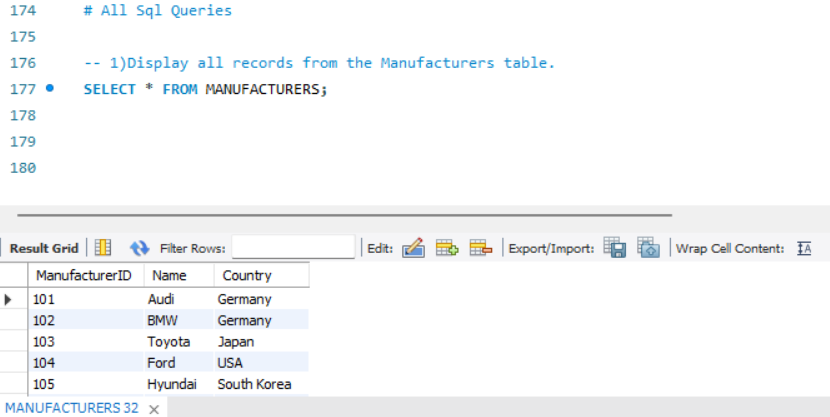 174 # All Sql Queries
175
176 -- 1)Display all records from the Manufacturers table.
177 SELECT * FROM MANUFACTURERS;
178
179
180
Result Grid Filter Rows: Edit: Export/Import: Wrap Cell Content: IA
ManufacturerID Name Country
101 Audi Germany
102 BMW Germany
103 Toyota Japan
104 Ford USA
105 Hyundai South Korea
MANUFACTURERS 32 ×